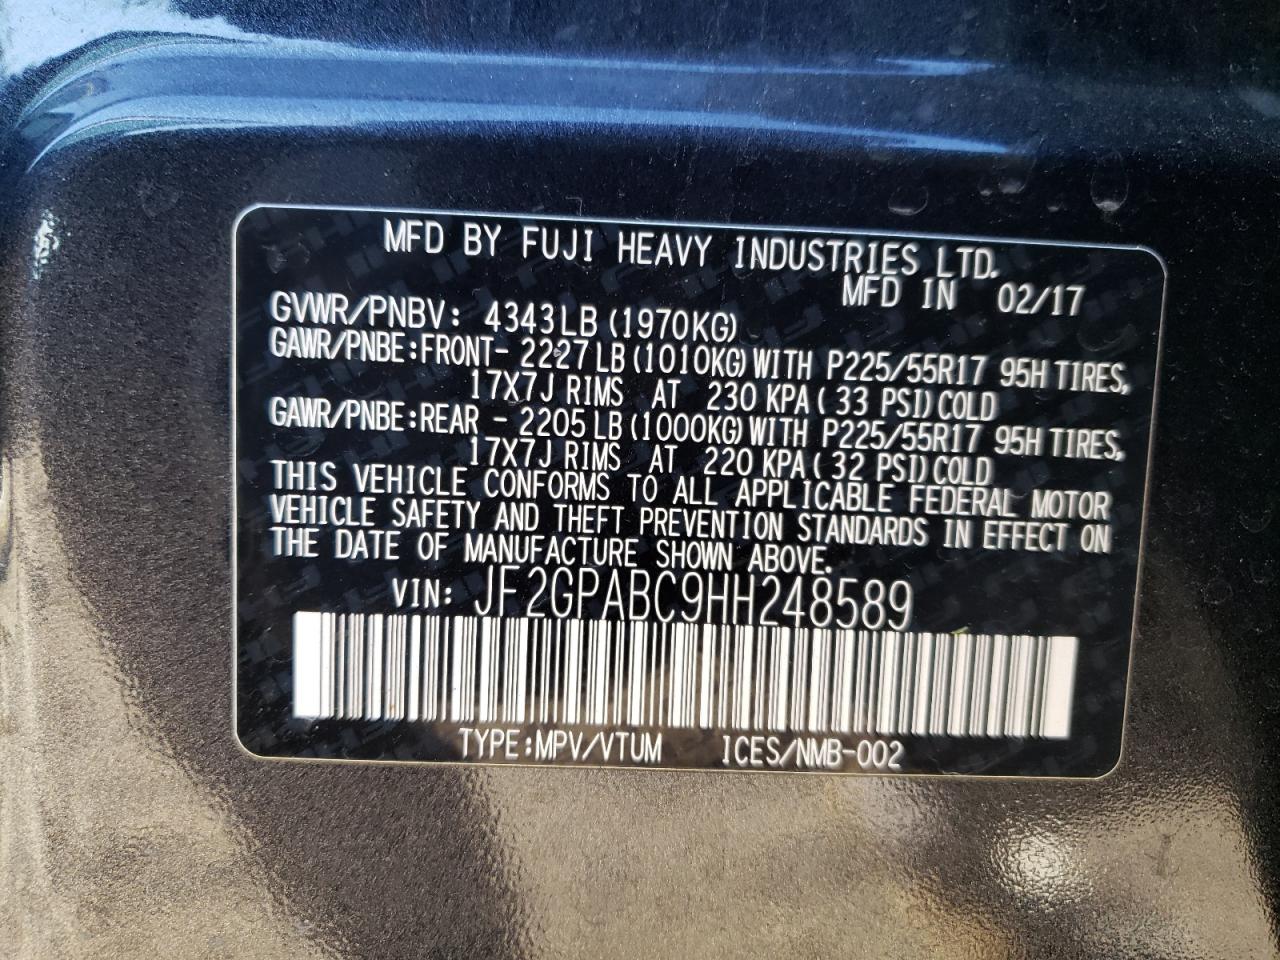 MFD BY FUJI HEAVY INDUSTRIES LTD.
MFD IN 02/17
GVWR/PNBV: 4343LB(1970KG)
GAWR/PNBE:FRONT- 2227LB(1010KG)WITH P225/55R17 95H TIRES,
17X7J RIMS AT 230 KPA( 33 PSI)COLD
GAWR/PNBE:REAR - 2205LB(1000KG)WITH P225/55R17 95H TIRES,
17X7J RIMS AT 220 KPA( 32 PSI)COLD
THIS VEHICLE CONFORMS TO ALL APPLICABLE FEDERAL MOTOR
VEHICLE SAFETY AND THEFT PREVENTION STANDARDS IN EFFECT ON
THE DATE OF MANUFACTURE SHOWN ABOVE.
VIN: JF2GPABC9HH248589
TYPE:MPV/VTUM ICES/NMB-002